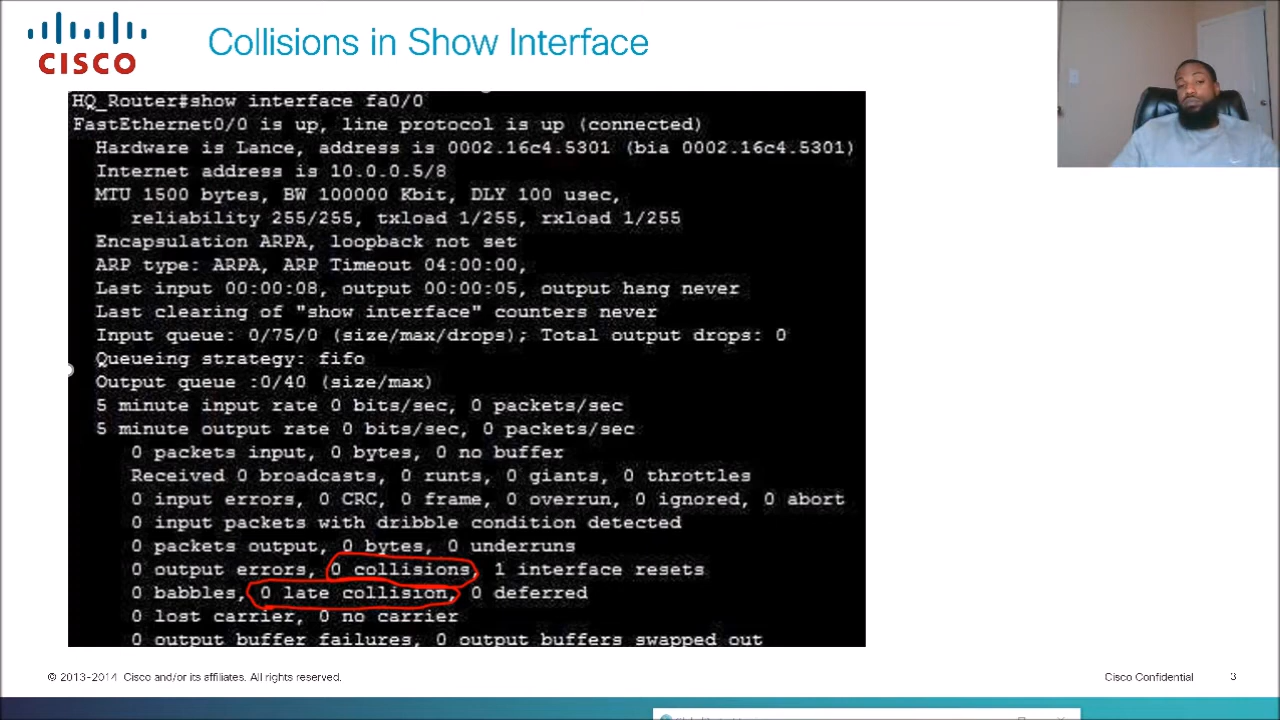 CISCO
Collisions in Show Interface
HQ_Router#show interface fa0/0
FastEthernet0/0 is up, line protocol is up (connected)
Hardware is Lance, address is 0002.16c4.5301 (bia 0002.16c4.5301)
Internet address is 10.0.0.5/8
MTU 1500 bytes, BW 100000 Kbit, DLY 100 usec,
reliability 255/255, txload 1/255, rxload 1/255
Encapsulation ARPA, loopback not set
ARP type: ARPA, ARP Timeout 04:00:00,
Last input 00:00:08, output 00:00:05, output hang never
Last clearing of "show interface" counters never
Input queue: 0/75/0 (size/max/drops); Total output drops: 0
Queueing strategy: fifo
Output queue :0/40 (size/max)
5 minute input rate 0 bits/sec, 0 packets/sec
5 minute output rate 0 bits/sec, 0 packets/sec
0 packets input, 0 bytes, 0 no buffer
Received 0 broadcasts, 0 runts, 0 giants, 0 throttles
0 input errors, 0 CRC, 0 frame, 0 overrun, 0 ignored, 0 abort
0 input packets with dribble condition detected
0 packets output, 0 bytes, 0 underruns
0 output errors, 0 collisions, 1 interface resets
0 babbles, 0 late collision, 0 deferred
0 lost carrier, 0 no carrier
0 output buffer failures, 0 output buffers swapped out
© 2013-2014 Cisco and/or its affiliates. All rights reserved.
Cisco Confidential
3